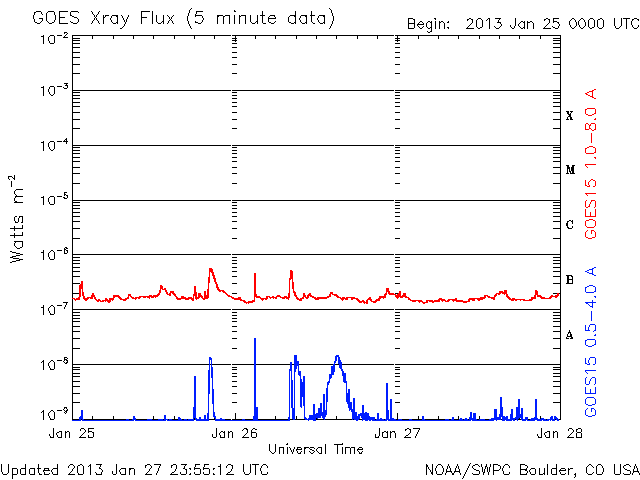 GOES Xray Flux (5 minute data)
Begin: 2013 Jan 25 0000 UTC
10-2
10-3
10-4
10-5
10-6
10-7
10-8
10-9
Watts m-2
X
M
C
B
A
GOES15 1.0-8.0 A
GOES15 0.5-4.0 A
Jan 25
Jan 26
Jan 27
Jan 28
Universal Time
Updated 2013 Jan 27 23:55:12 UTC
NOAA/SWPC Boulder, CO USA